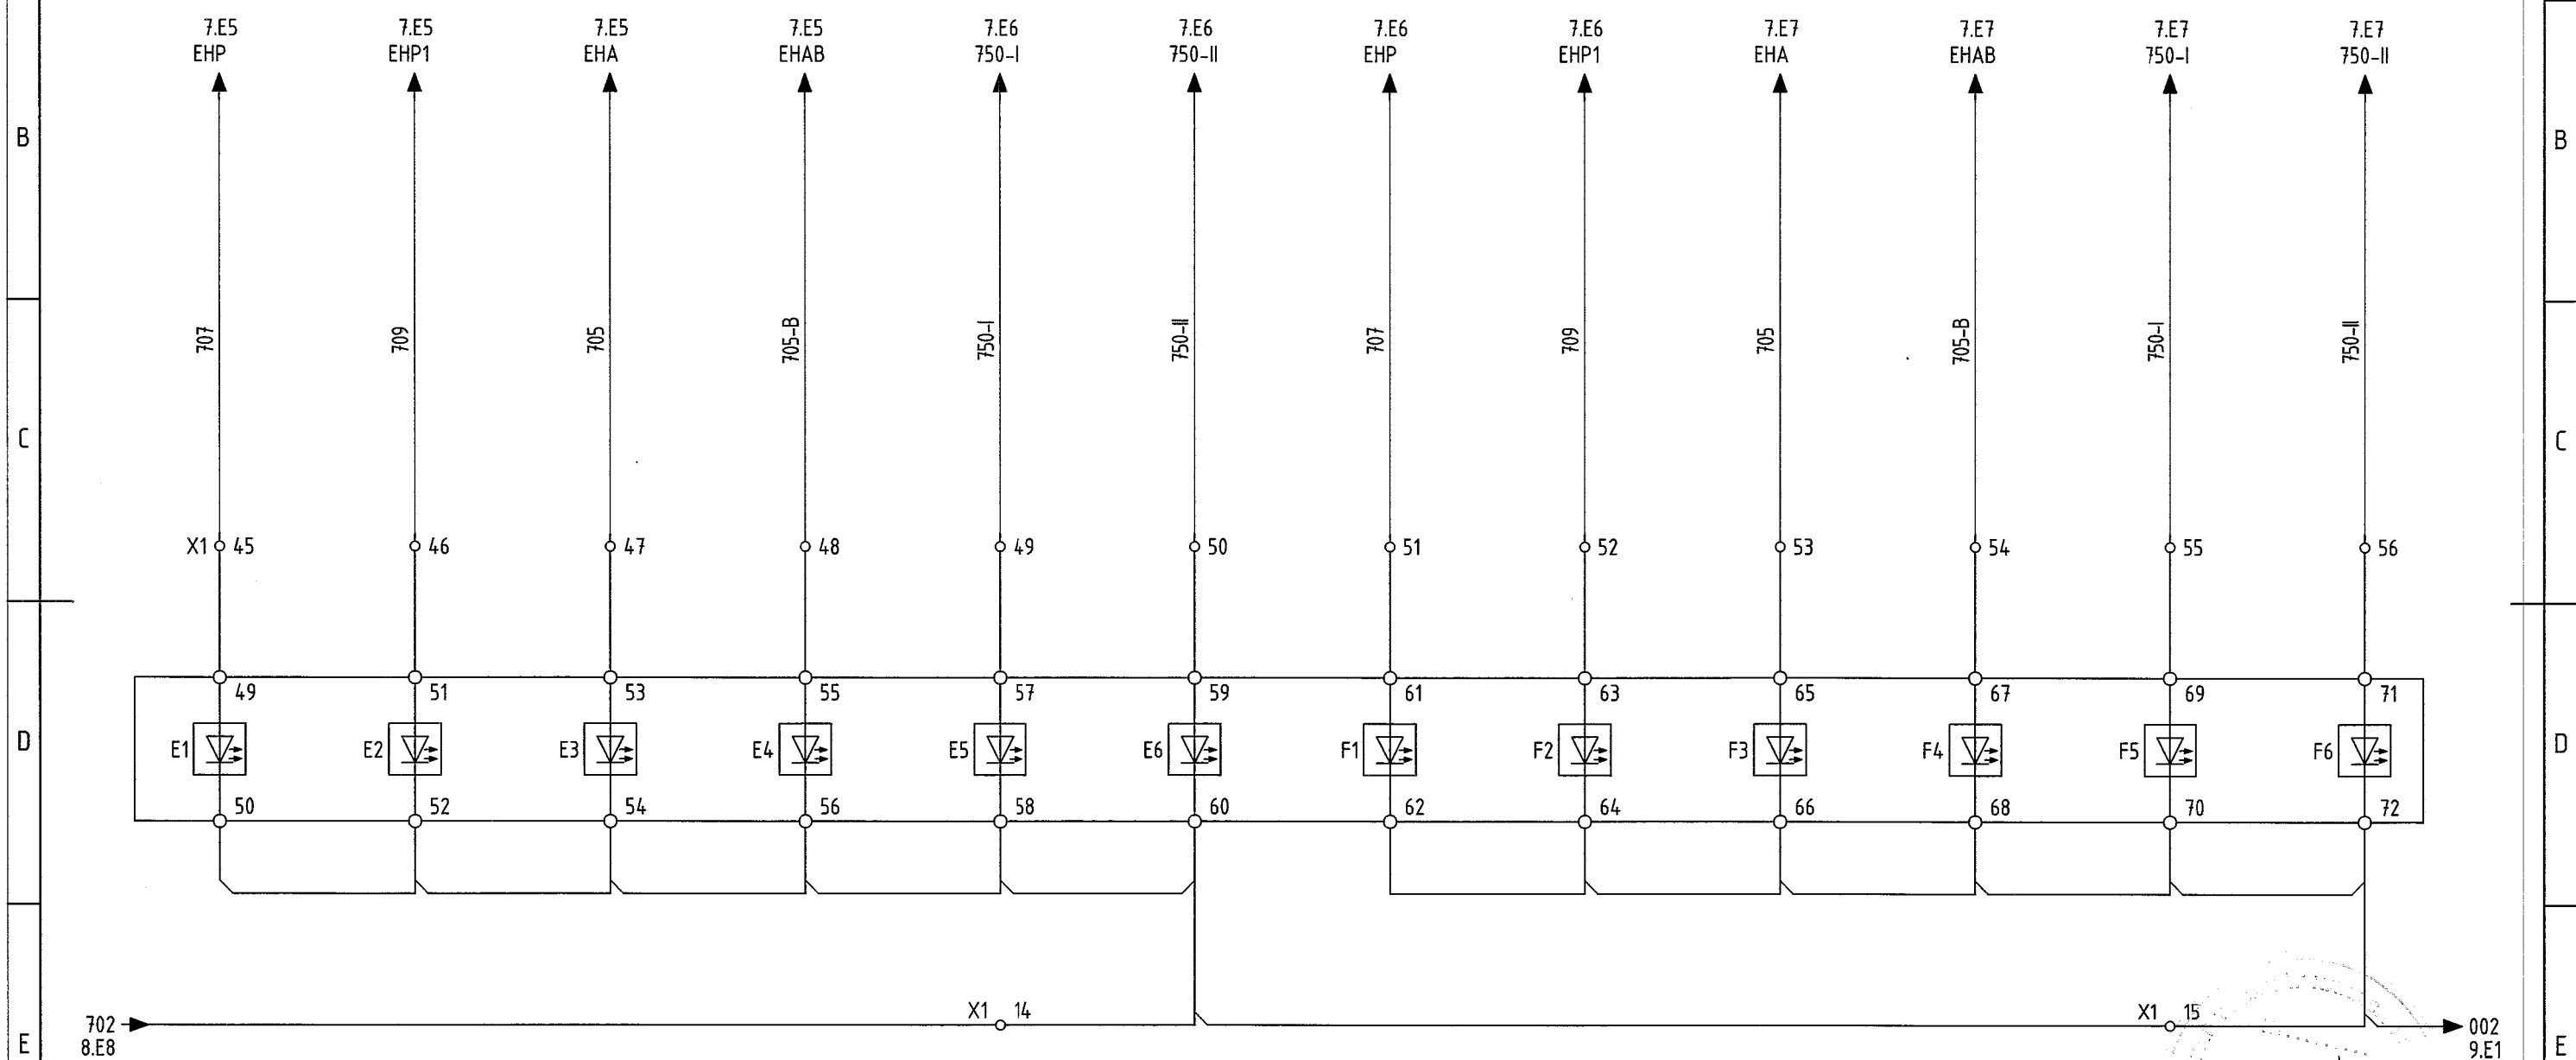 7.E5 7.E5 7.E5 7.E5 7.E6 7.E6 7.E6 7.E6 7.E7 7.E7 7.E7 7.E7
EHP EHP1 EHA EHAB 750-I 750-II EHP EHP1 EHA EHAB 750-I 750-II
B B
707 709 705 705-B 750-I 750-II 707 709 705 705-B 750-I 750-II
C C
X1 45 46 47 48 49 50 51 52 53 54 55 56
49 51 53 55 57 59 61 63 65 67 69 71
D E1 E2 E3 E4 E5 E6 F1 F2 F3 F4 F5 F6 D
50 52 54 56 58 60 62 64 66 68 70 72
X1 14 X1 15
702 002
8.E8 9.E1
E E